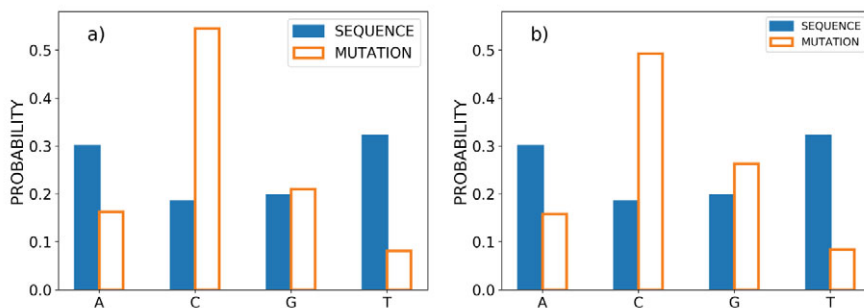 a)
SEQUENCE
MUTATION
PROBABILITY
0.5
0.4
0.3
0.2
0.1
0.0
A C G T
b)
SEQUENCE
MUTATION
PROBABILITY
0.5
0.4
0.3
0.2
0.1
0.0
A C G T